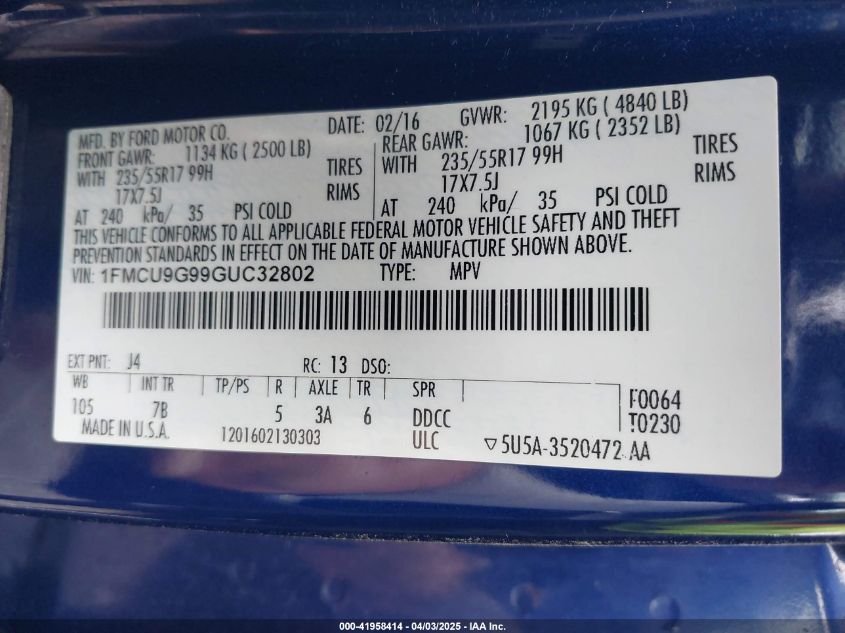 MFD. BY FORD MOTOR CO. DATE: 02/16 GVWR: 2195 KG ( 4840 LB)
FRONT GAWR: 1134 KG ( 2500 LB) REAR GAWR: 1067 KG ( 2352 LB)
WITH 235/55R17 99H TIRES WITH 235/55R17 99H TIRES
17X7.5J RIMS 17X7.5J RIMS
AT 240 kPa/ 35 PSI COLD AT 240 kPa/ 35 PSI COLD
THIS VEHICLE CONFORMS TO ALL APPLICABLE FEDERAL MOTOR VEHICLE SAFETY AND THEFT
PREVENTION STANDARDS IN EFFECT ON THE DATE OF MANUFACTURE SHOWN ABOVE.
VIN: 1FMCU9G99GUC32802 TYPE: MPV
EXT PNT: J4 RC: 13 DSO:
WB INT TR TP/PS R AXLE TR SPR
105 7B 5 3A 6 DDCC F0064
MADE IN U.S.A. 1201602130303 ULC ▽5U5A-3520472 AA T0230
000-41958414 - 04/03/2025 - IAA Inc.